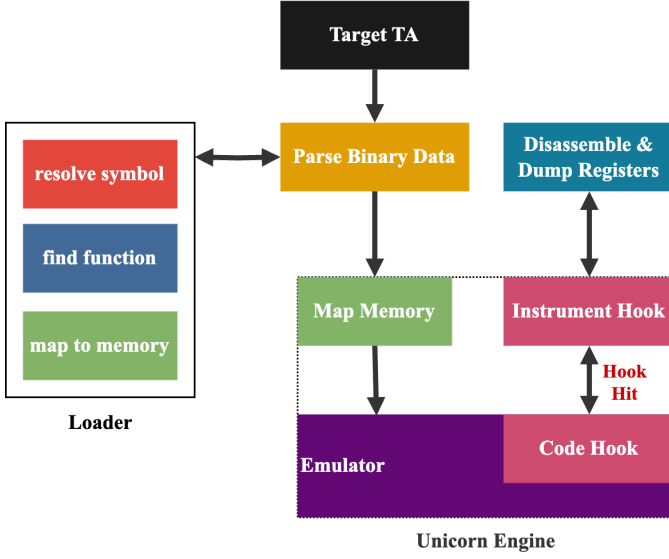 Target TA
Parse Binary Data
Disassemble &
Dump Registers
resolve symbol
find function
map to memory
Loader
Map Memory
Instrument Hook
Hook
Hit
Emulator
Code Hook
Unicorn Engine